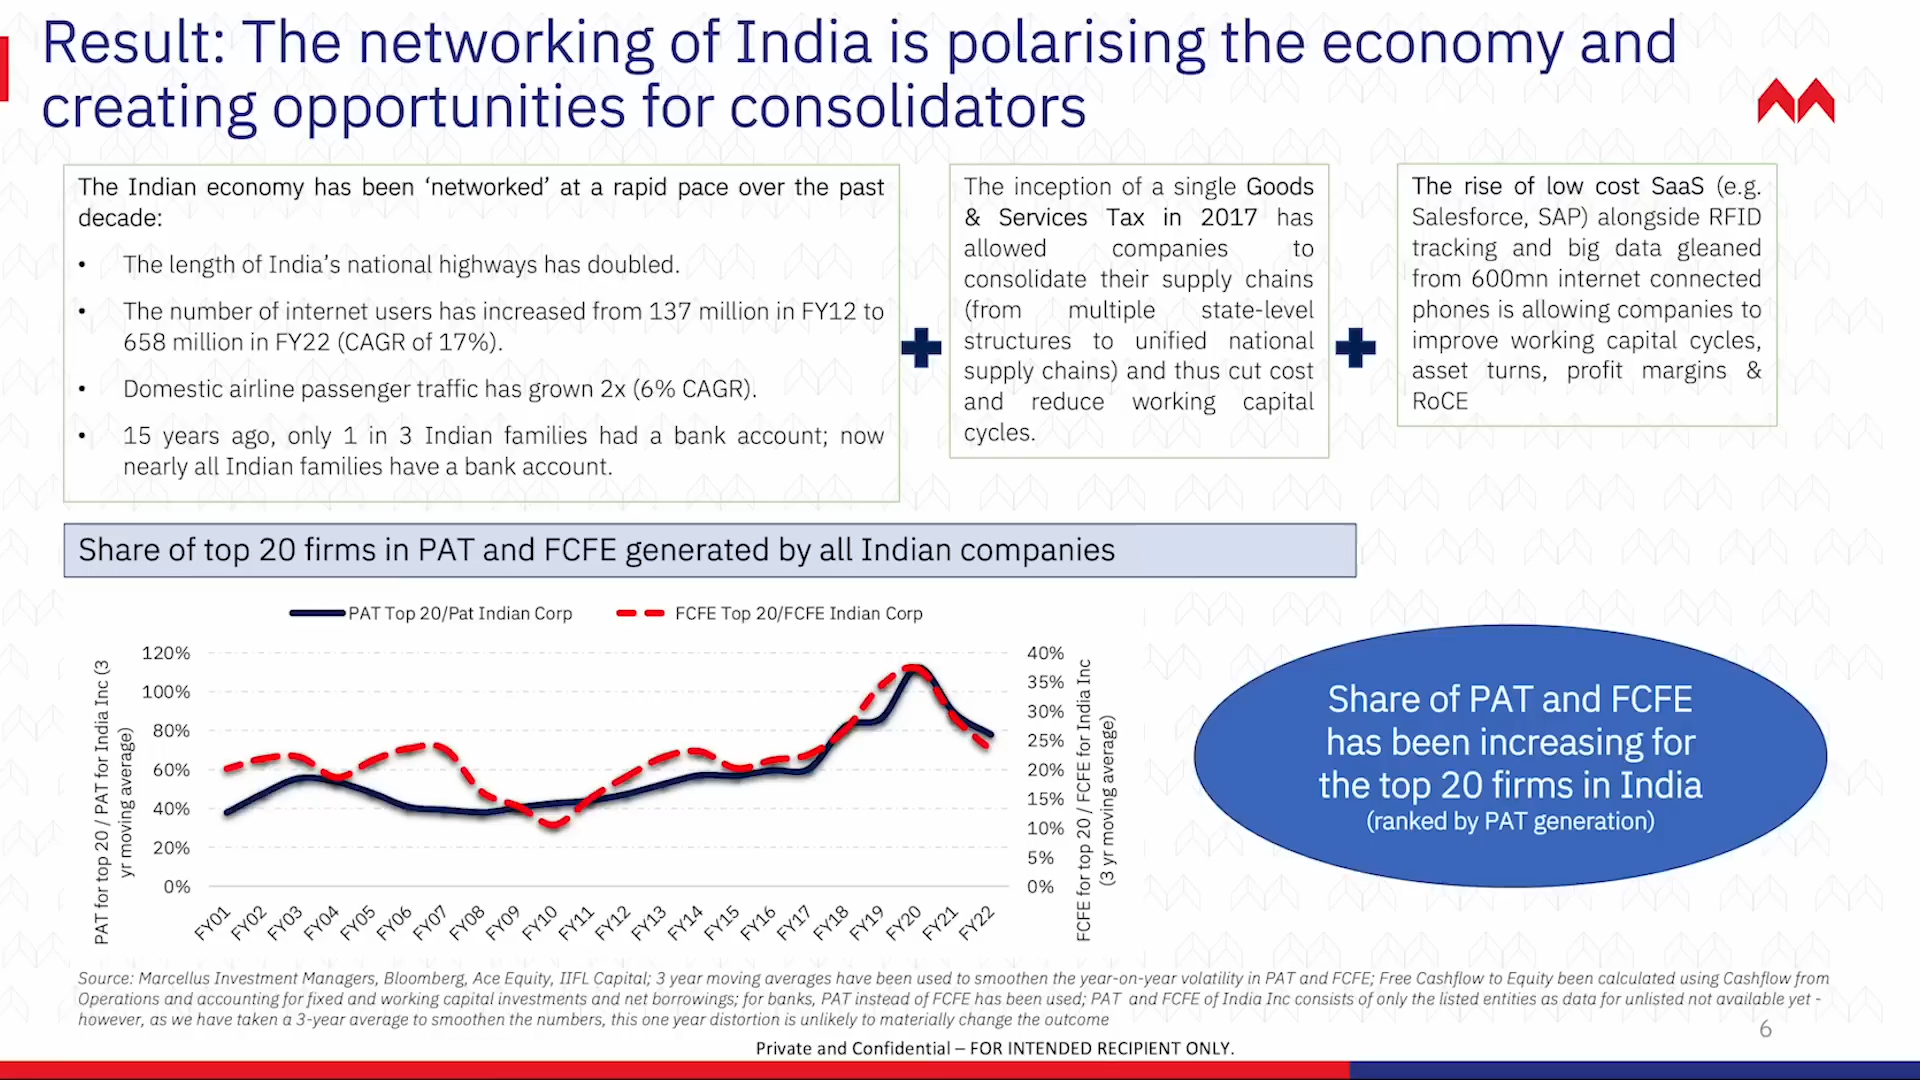 Result: The networking of India is polarising the economy and
creating opportunities for consolidators
The Indian economy has been ‘networked’ at a rapid pace over the past
decade:
• The length of India’s national highways has doubled.
• The number of internet users has increased from 137 million in FY12 to
658 million in FY22 (CAGR of 17%).
• Domestic airline passenger traffic has grown 2x (6% CAGR).
• 15 years ago, only 1 in 3 Indian families had a bank account; now
nearly all Indian families have a bank account.
The inception of a single Goods
& Services Tax in 2017 has
allowed companies to
consolidate their supply chains
(from multiple state-level
structures to unified national
supply chains) and thus cut cost
and reduce working capital
cycles.
The rise of low cost SaaS (e.g.
Salesforce, SAP) alongside RFID
tracking and big data gleaned
from 600mn internet connected
phones is allowing companies to
improve working capital cycles,
asset turns, profit margins &
RoCE
Share of top 20 firms in PAT and FCFE generated by all Indian companies
PAT Top 20/Pat Indian Corp
FCFE Top 20/FCFE Indian Corp
PAT for top 20 / PAT for India Inc (3
yr moving average)
120%
100%
80%
60%
40%
20%
0%
40%
35%
30%
25%
20%
15%
10%
5%
0%
FCFE for top 20 / FCFE for India Inc
(3 yr moving average)
FY01 FY02 FY03 FY04 FY05 FY06 FY07 FY08 FY09 FY10 FY11 FY12 FY13 FY14 FY15 FY16 FY17 FY18 FY19 FY20 FY21 FY22
Share of PAT and FCFE
has been increasing for
the top 20 firms in India
(ranked by PAT generation)
Source: Marcellus Investment Managers, Bloomberg, Ace Equity, IIFL Capital; 3 year moving averages have been used to smoothen the year-on-year volatility in PAT and FCFE; Free Cashflow to Equity been calculated using Cashflow from
Operations and accounting for fixed and working capital investments and net borrowings; for banks, PAT instead of FCFE has been used; PAT and FCFE of India Inc consists of only the listed entities as data for unlisted not available yet -
however, as we have taken a 3-year average to smoothen the numbers, this one year distortion is unlikely to materially change the outcome
6
Private and Confidential – FOR INTENDED RECIPIENT ONLY.